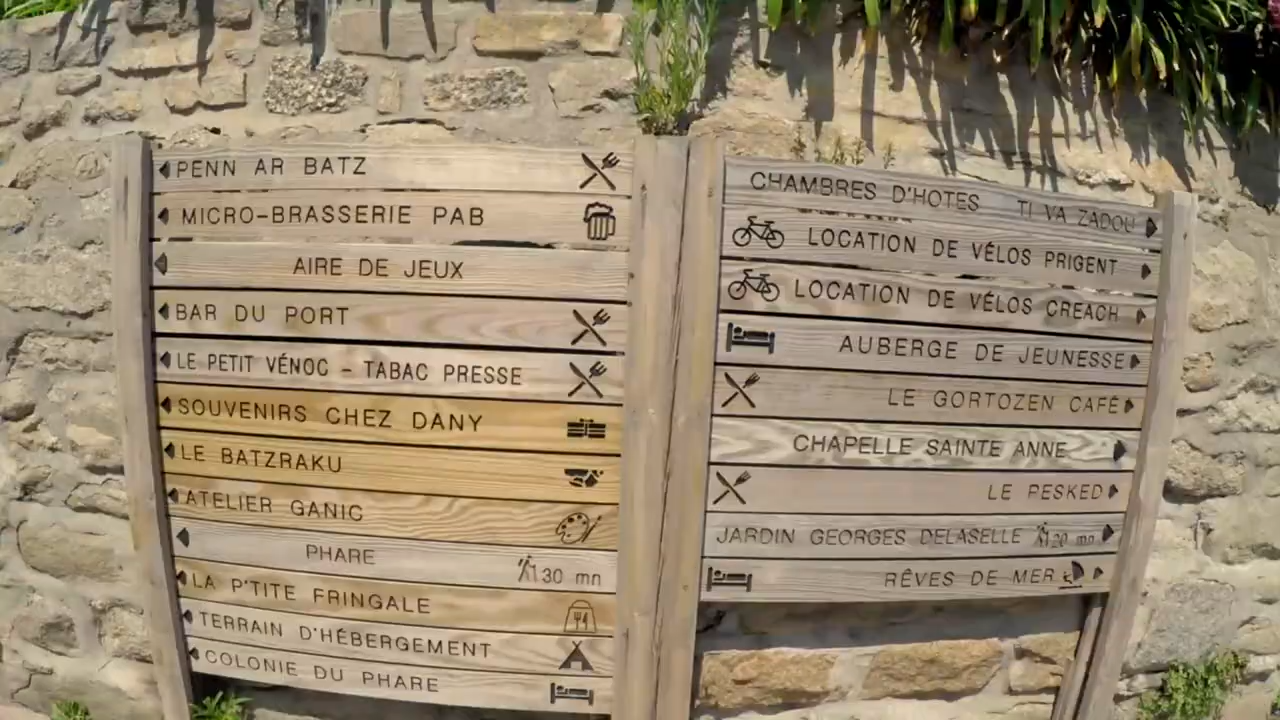 PENN AR BATZ
MICRO-BRASSERIE PAB
AIRE DE JEUX
BAR DU PORT
LE PETIT VÉNOC - TABAC PRESSE
SOUVENIRS CHEZ DANY
LE BATZRAKU
ATELIER GANIC
PHARE 30 mn
LA P'TITE FRINGALE
TERRAIN D'HÉBERGEMENT
COLONIE DU PHARE
CHAMBRES D'HOTES TI VA ZADOU
LOCATION DE VÉLOS PRIGENT
LOCATION DE VÉLOS CREACH
AUBERGE DE JEUNESSE
LE GORTOZEN CAFÉ
CHAPELLE SAINTE ANNE
LE PESKED
JARDIN GEORGES DELASELLE 20 mn
RÊVES DE MER